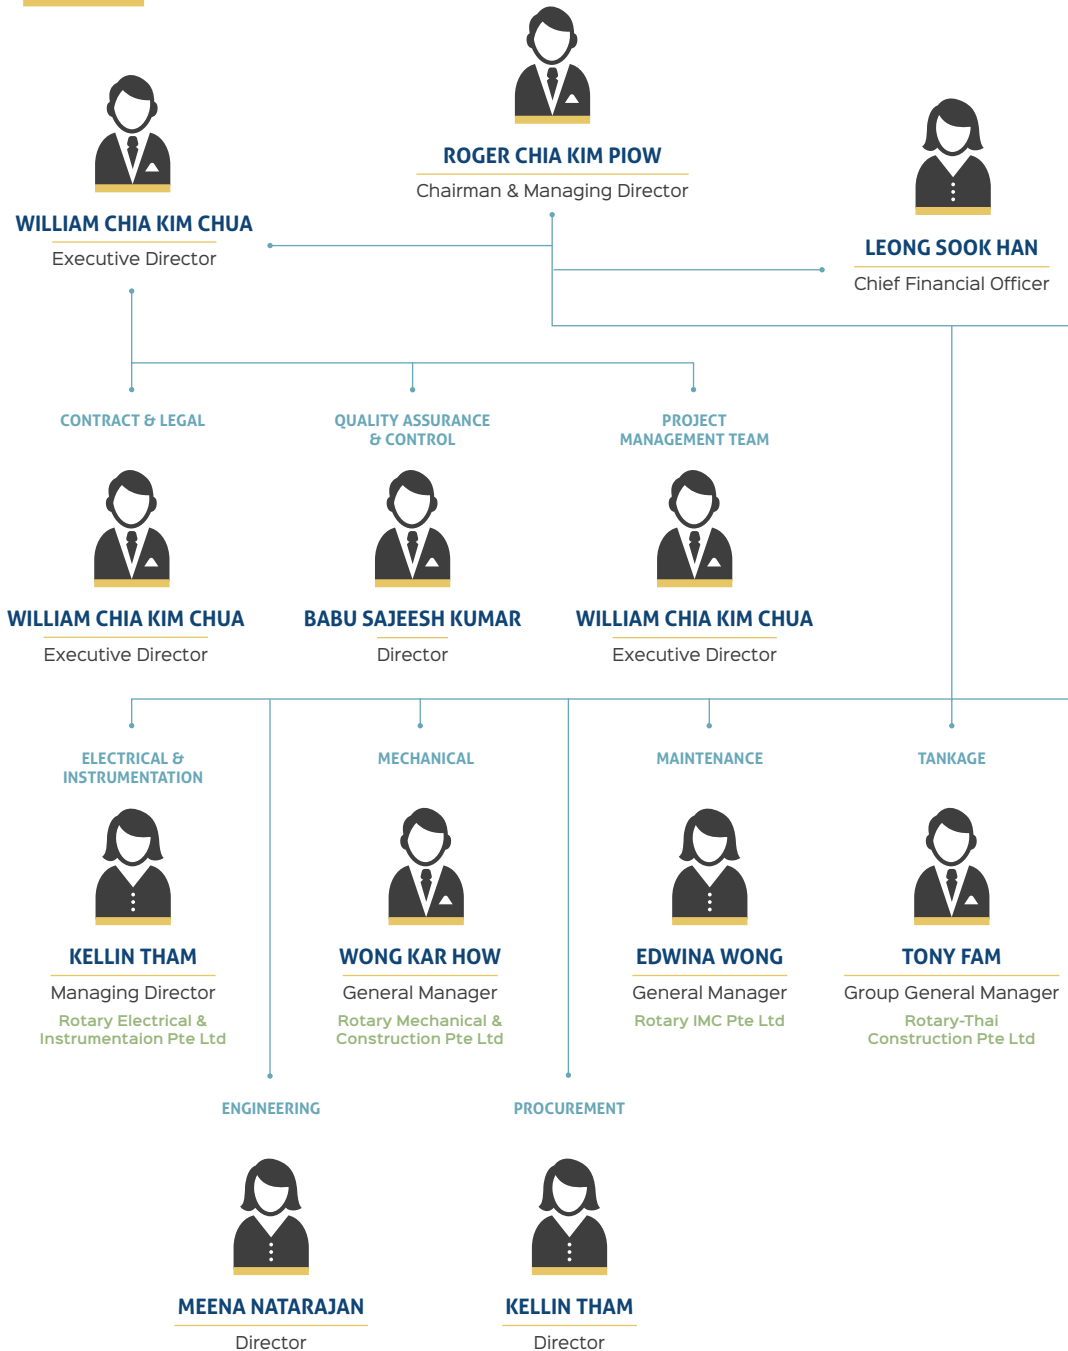 ROGER CHIA KIM PIOW
Chairman & Managing Director
WILLIAM CHIA KIM CHUA
Executive Director
LEONG SOOK HAN
Chief Financial Officer
CONTRACT & LEGAL
WILLIAM CHIA KIM CHUA
Executive Director
QUALITY ASSURANCE
& CONTROL
BABU SAJEESH KUMAR
Director
PROJECT
MANAGEMENT TEAM
WILLIAM CHIA KIM CHUA
Executive Director
ELECTRICAL &
INSTRUMENTATION
KELLIN THAM
Managing Director
Rotary Electrical &
Instrumentaion Pte Ltd
MECHANICAL
WONG KAR HOW
General Manager
Rotary Mechanical &
Construction Pte Ltd
MAINTENANCE
EDWINA WONG
General Manager
Rotary IMC Pte Ltd
TANKAGE
TONY FAM
Group General Manager
Rotary-Thai
Construction Pte Ltd
ENGINEERING
MEENA NATARAJAN
Director
PROCUREMENT
KELLIN THAM
Director